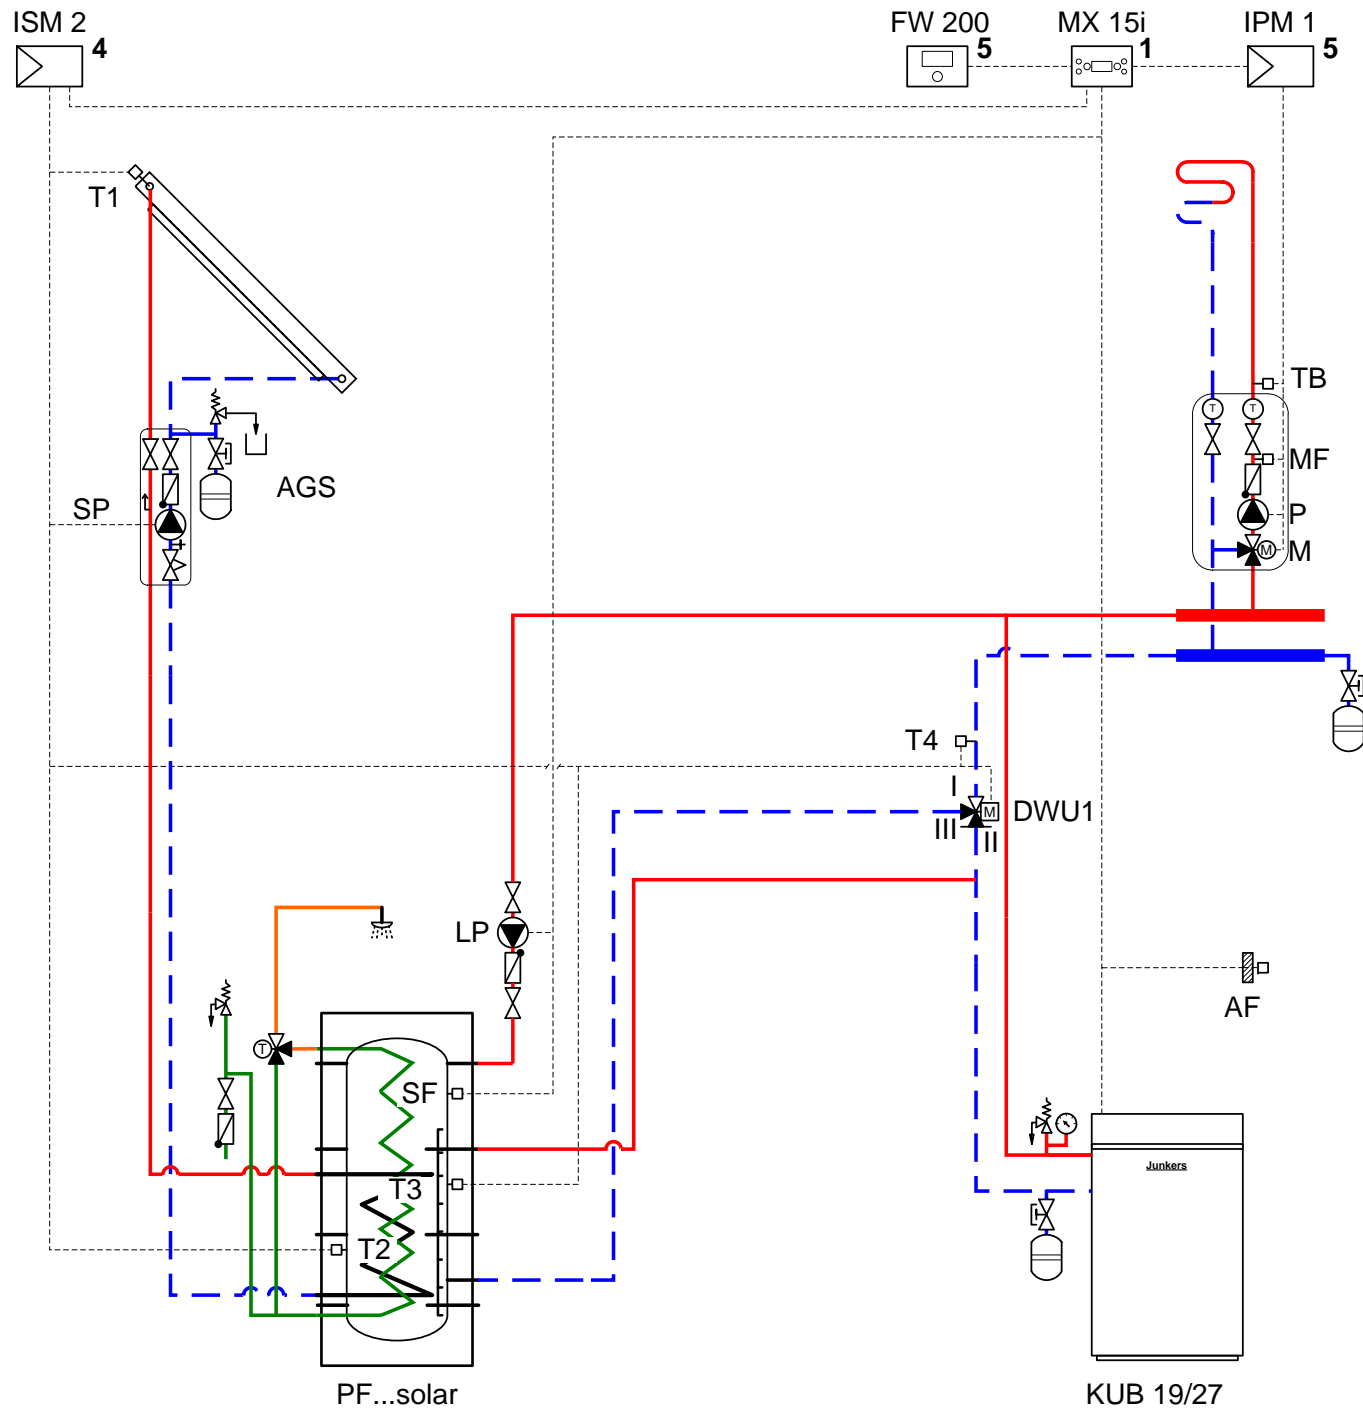 ISM 2
4
FW 200
5
MX 15i
1
IPM 1
5
T1
TB
T
T
MF
AGS
SP
P
M
M
T4
I
M
DWU1
III
II
LP
AF
T
SF
Junkers
T3
T2
PF...solar
KUB 19/27